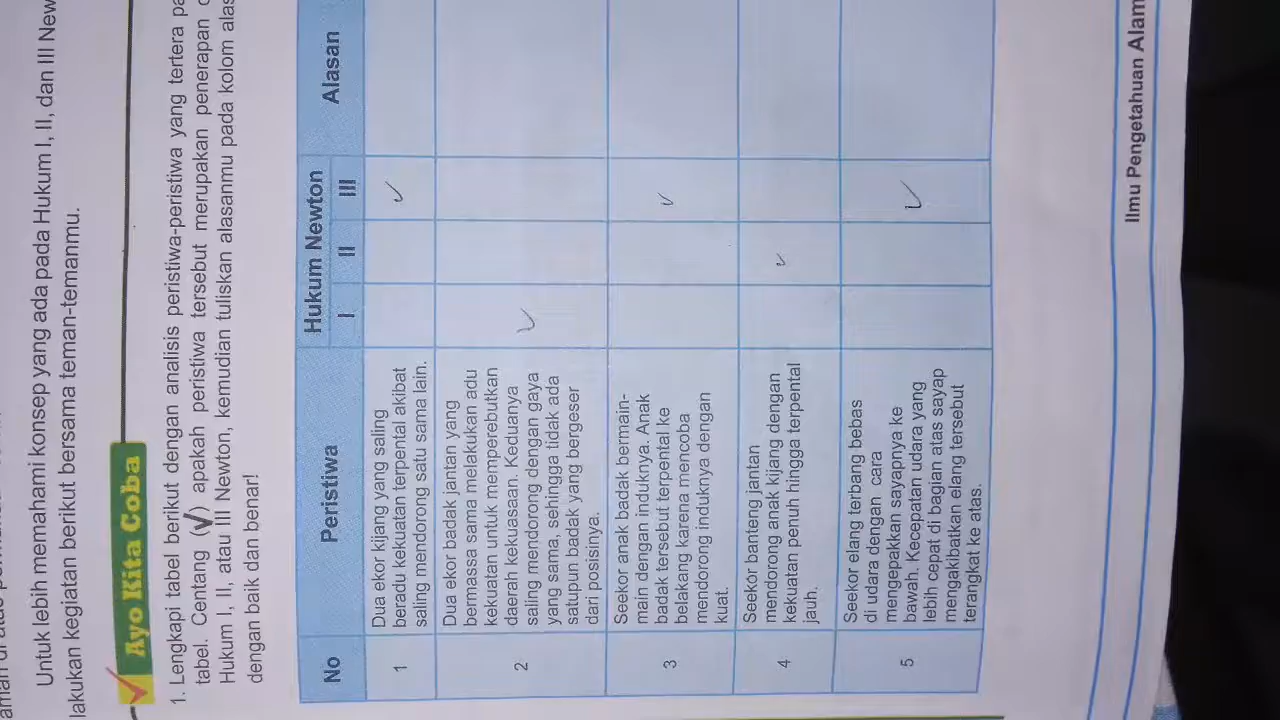 Untuk lebih memahami konsep yang ada pada Hukum I, II, dan III New
lakukan kegiatan berikut bersama teman-temanmu.
Ayo Kita Coba
1. Lengkapi tabel berikut dengan analisis peristiwa-peristiwa yang tertera pa
tabel. Centang (✓) apakah peristiwa tersebut merupakan penerapan
Hukum I, II, atau III Newton, kemudian tuliskan alasanmu pada kolom alas
dengan baik dan benar!
No
Peristiwa
Hukum Newton
I
II
III
Alasan
1
Dua ekor kijang yang saling
beradu kekuatan terpental akibat
saling mendorong satu sama lain.
✓
2
Dua ekor badak jantan yang
bermassa sama melakukan adu
kekuatan untuk memperebutkan
daerah kekuasaan. Keduanya
saling mendorong dengan gaya
yang sama, sehingga tidak ada
satupun badak yang bergeser
dari posisinya.
✓
3
Seekor anak badak bermain-
main dengan induknya. Anak
badak tersebut terpental ke
belakang karena mencoba
mendorong induknya dengan
kuat.
✓
4
Seekor banteng jantan
mendorong anak kijang dengan
kekuatan penuh hingga terpental
jauh.
✓
5
Seekor elang terbang bebas
di udara dengan cara
mengepakkan sayapnya ke
bawah. Kecepatan udara yang
lebih cepat di bagian atas sayap
mengakibatkan elang tersebut
terangkat ke atas.
✓
Ilmu Pengetahuan Alam